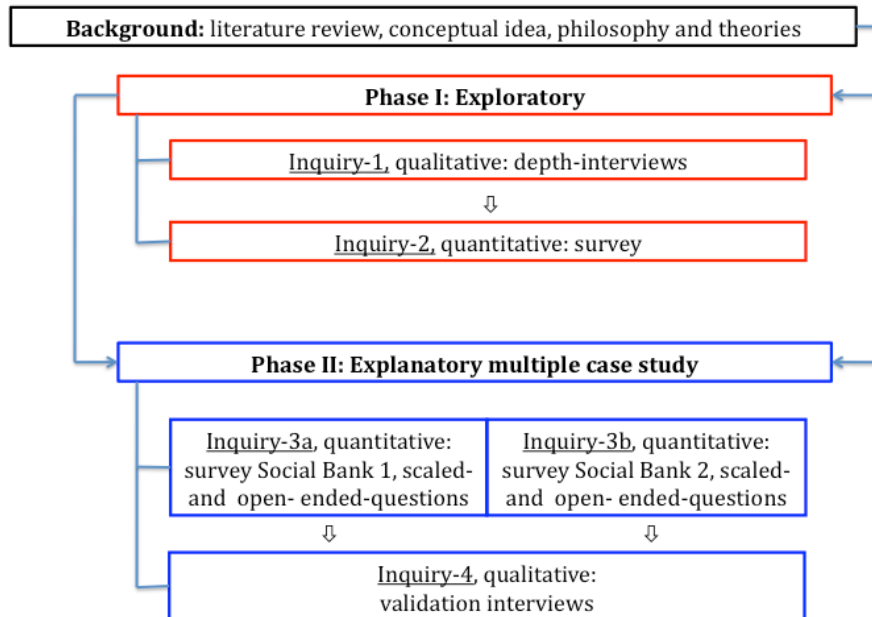 Background: literature review, conceptual idea, philosophy and theories
Phase I: Exploratory
Inquiry-1, qualitative: depth-interviews
Inquiry-2, quantitative: survey
Phase II: Explanatory multiple case study
Inquiry-3a, quantitative:
survey Social Bank 1, scaled-
and open- ended-questions
Inquiry-3b, quantitative:
survey Social Bank 2, scaled-
and open- ended-questions
Inquiry-4, qualitative:
validation interviews